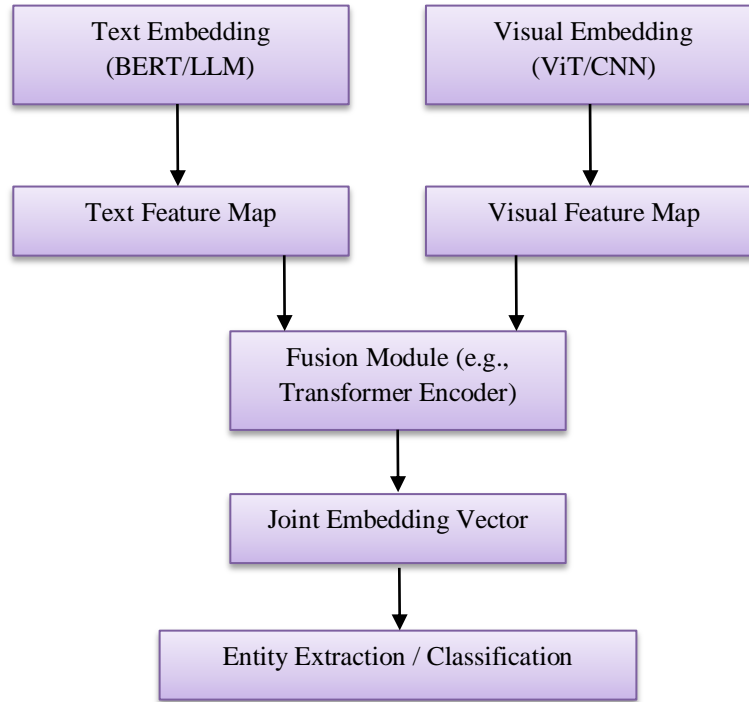 Text Embedding
(BERT/LLM)
Visual Embedding
(ViT/CNN)
Text Feature Map
Visual Feature Map
Fusion Module (e.g.,
Transformer Encoder)
Joint Embedding Vector
Entity Extraction / Classification